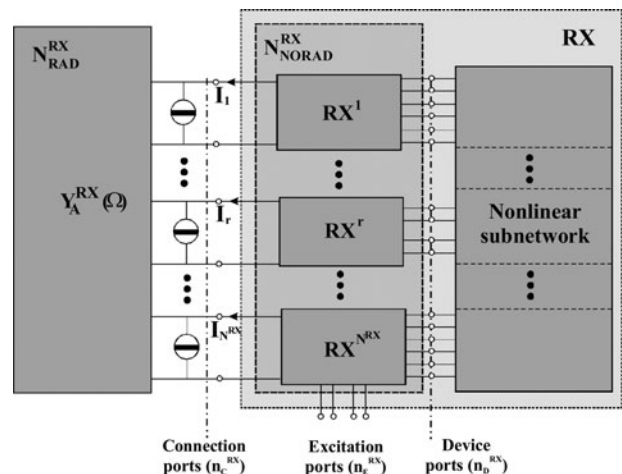 N_RAD^RX
N_NORAD^RX
RX
I_1
RX^1
Y_A^RX(Ω)
I_r
RX^r
Nonlinear
subnetwork
I_N^RX
RX^N^RX
Connection
ports (n_C^RX)
Excitation
ports (n_E^RX)
Device
ports (n_D^RX)